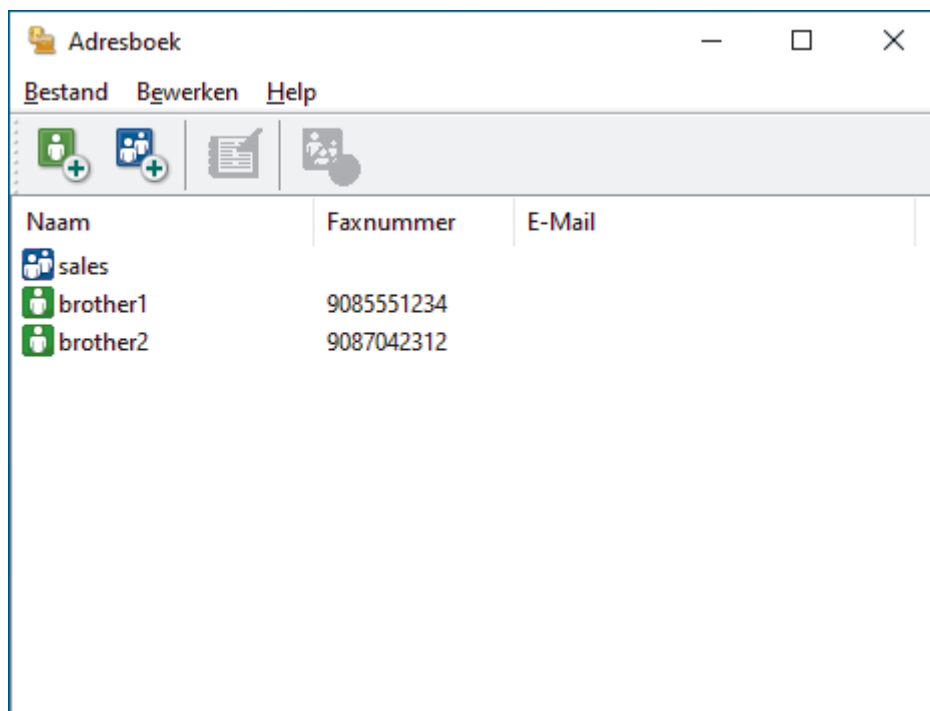 Adresboek
Bestand Bewerken Help
Naam Faxnummer E-Mail
sales
brother1 9085551234
brother2 9087042312